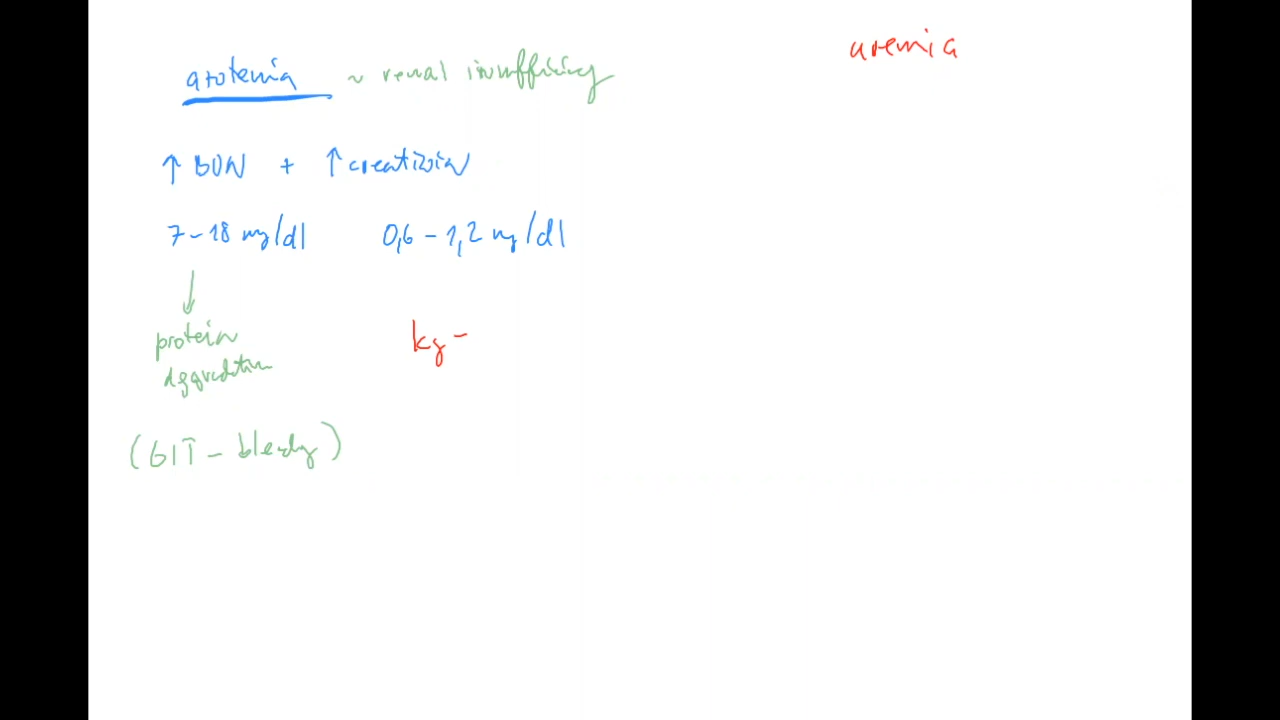 azotemia ~ renal insufficiency
uremia
↑ BUN + ↑ creatinin
7-18 mg/dl 0,6 - 1,2 mg/dl
↓
protein
degradation
kg -
(GIT - bleeding)